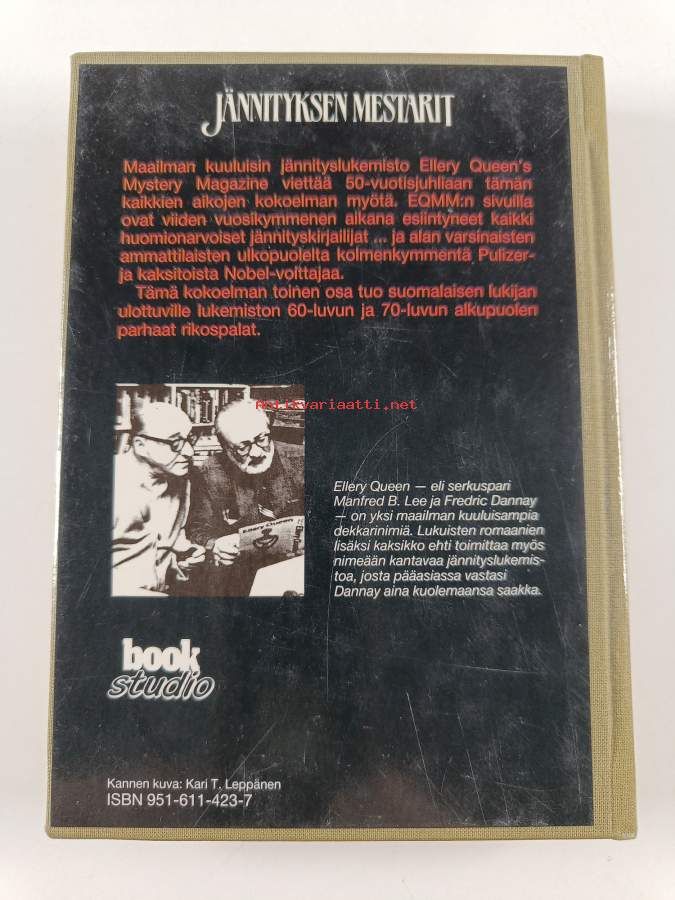 JÄNNITYKSEN MESTARIT
Maailman kuuluisin jännityslukemisto Ellery Queen's
Mystery Magazine viettää 50-vuotisjuhliaan tämän
kaikkien aikojen kokoelman myötä. EQMM:n sivuilla
ovat viiden vuosikymmenen aikana esiintyneet kaikki
huomionarvoiset jännityskirjailijat ... ja alan varsinaisten
ammattilaisten ulkopuolelta kolmenkymmentä Pulizer-
ja kaksitoista Nobel-voittajaa.
Tämä kokoelman toinen osa tuo suomalaisen lukijan
ulottuville lukemiston 60-luvun ja 70-luvun alkupuolen
parhaat rikospalat.
Antikvariaatti.net
Ellery Queen
Ellery Queen — eli serkuspari
Manfred B. Lee ja Fredric Dannay
— on yksi maailman kuuluisampia
dekkarinimiä. Lukuisten romaanien
lisäksi kaksikko ehti toimittaa myös
nimeään kantavaa jännityslukemis-
toa, josta pääasiassa vastasi
Dannay aina kuolemaansa saakka.
book
studio
Kannen kuva: Kari T. Leppänen
ISBN 951-611-423-7